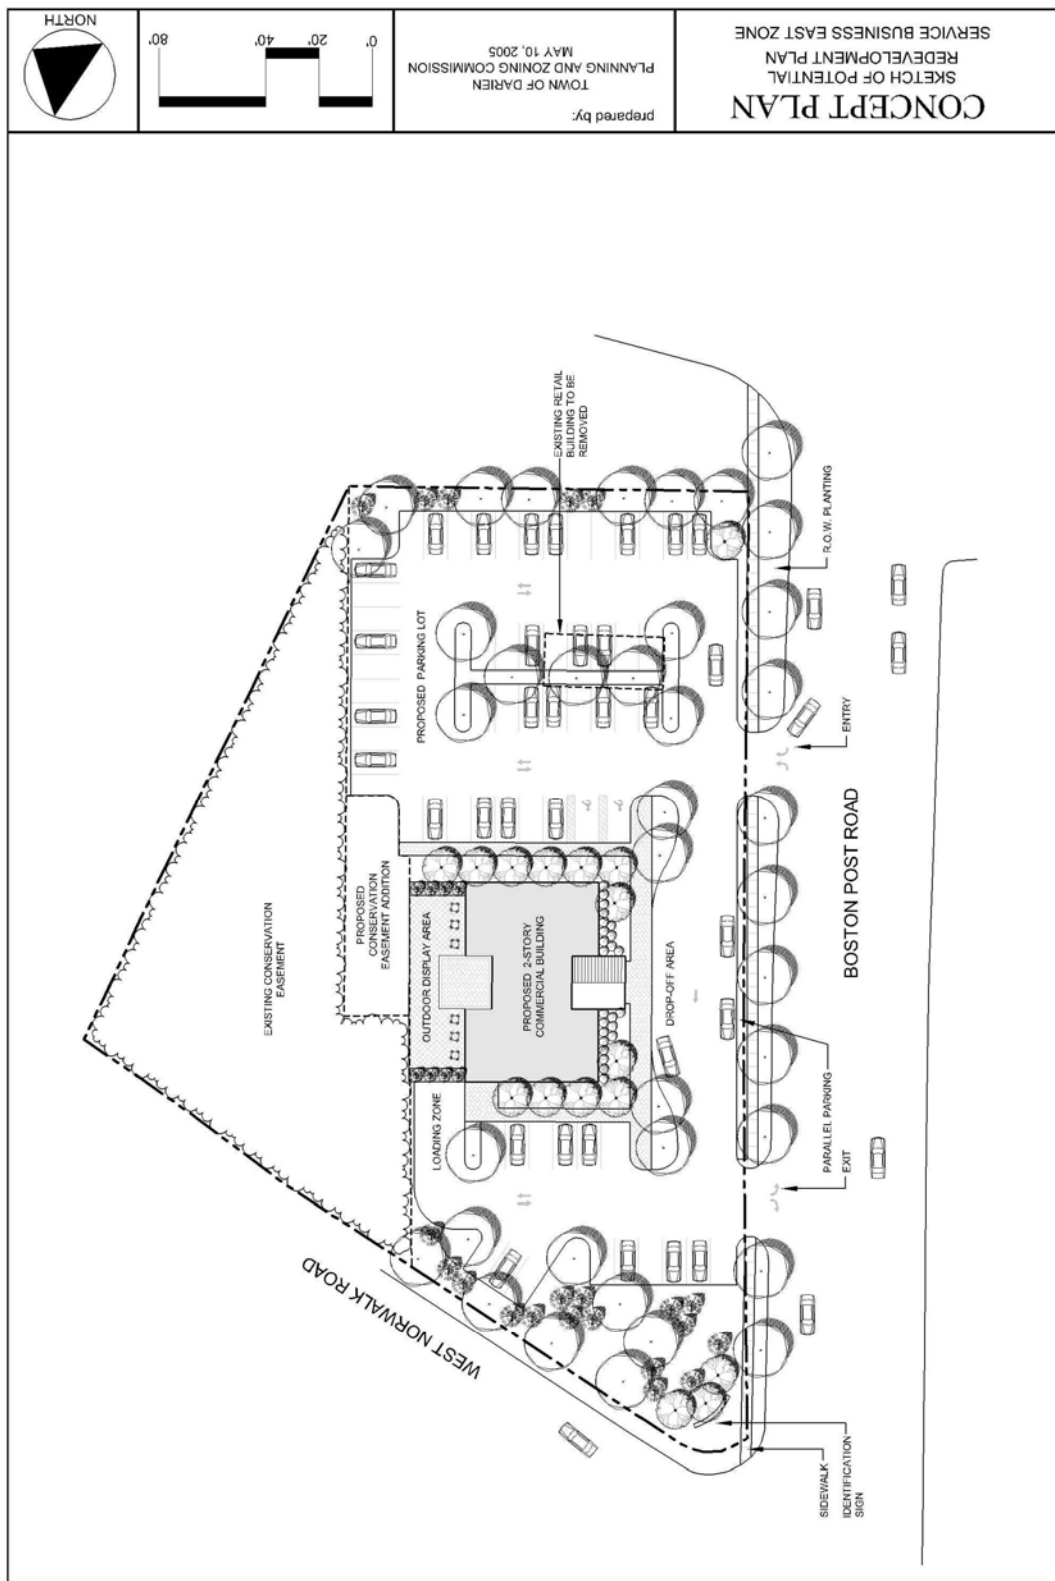 CONCEPT PLAN
SKETCH OF POTENTIAL
REDEVELOPMENT PLAN
SERVICE BUSINESS EAST ZONE
prepared by:
TOWN OF DARIEN
PLANNING AND ZONING COMMISSION
MAY 10, 2005
0'
20'
40'
80'
NORTH
EXISTING RETAIL
BUILDING TO BE
REMOVED
R.O.W. PLANTING
PROPOSED PARKING LOT
ENTRY
EXISTING CONSERVATION
EASEMENT
PROPOSED
CONSERVATION
EASEMENT ADDITION
OUTDOOR DISPLAY AREA
PROPOSED 2-STORY
COMMERCIAL BUILDING
DROP-OFF AREA
BOSTON POST ROAD
LOADING ZONE
PARALLEL PARKING
EXIT
WEST NORWALK ROAD
SIDEWALK
IDENTIFICATION
SIGN